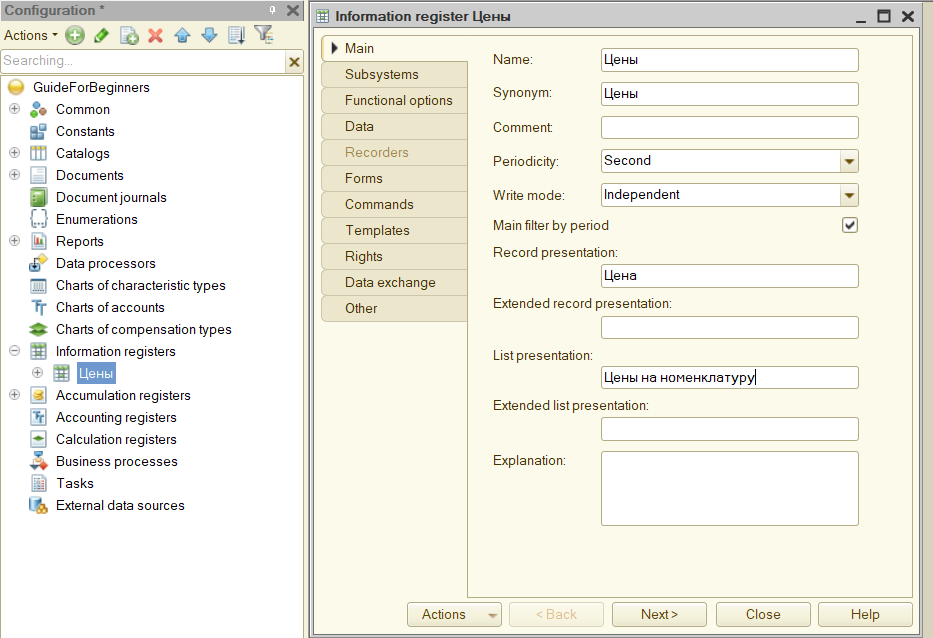 Configuration *
Actions
Searching...
GuideForBeginners
Common
Constants
Catalogs
Documents
Document journals
Enumerations
Reports
Data processors
Charts of characteristic types
Charts of accounts
Charts of compensation types
Information registers
Цены
Accumulation registers
Accounting registers
Calculation registers
Business processes
Tasks
External data sources
Information register Цены
Main
Subsystems
Functional options
Data
Recorders
Forms
Commands
Templates
Rights
Data exchange
Other
Name: Цены
Synonym: Цены
Comment:
Periodicity: Second
Write mode: Independent
Main filter by period
Record presentation:
Цена
Extended record presentation:
List presentation:
Цены на номенклатуру
Extended list presentation:
Explanation:
Actions < Back Next > Close Help